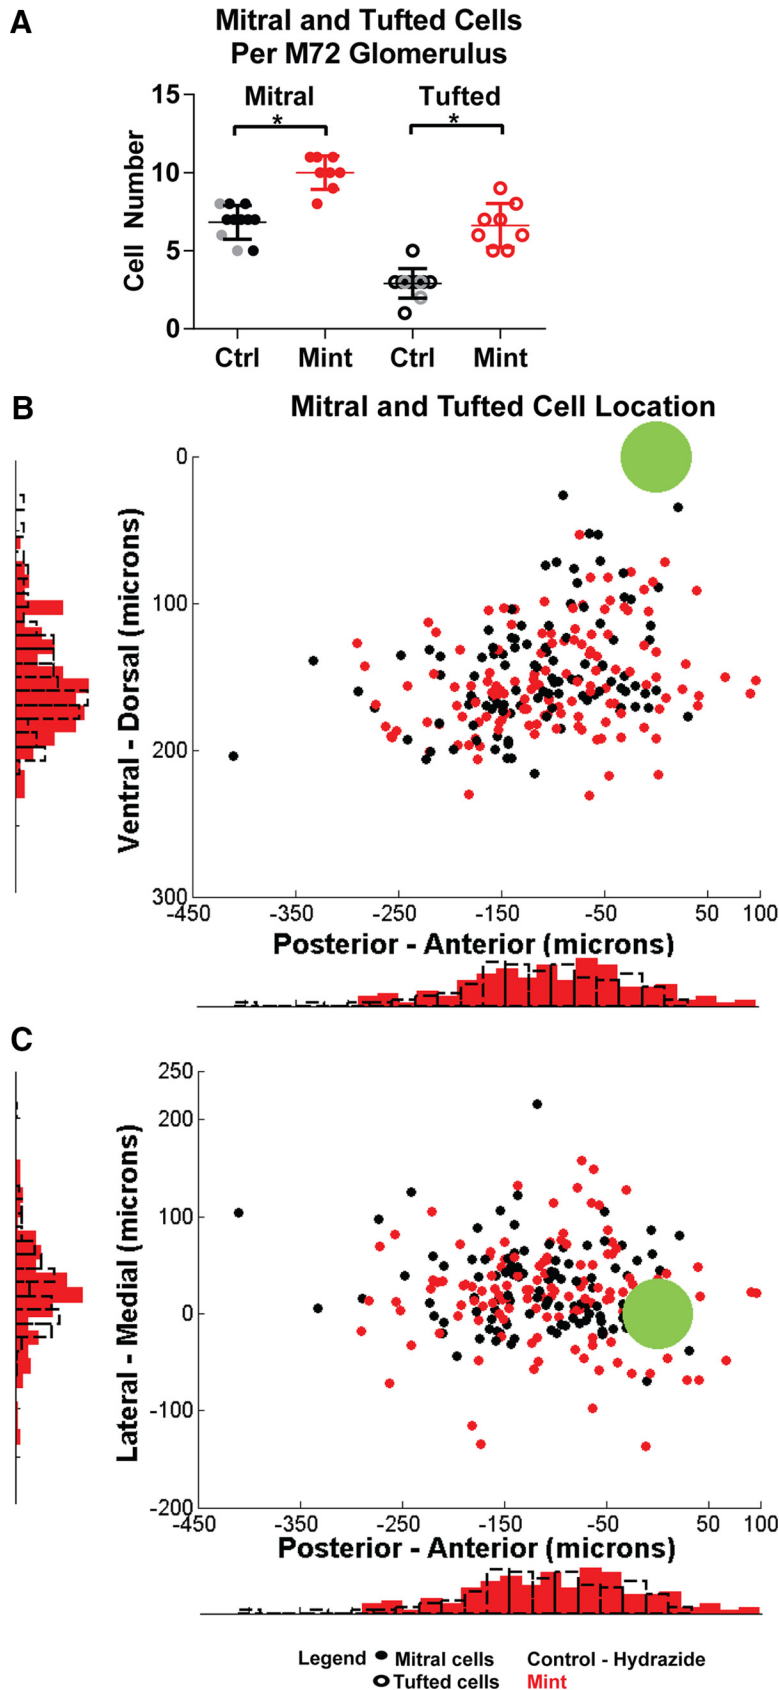 A
Mitral and Tufted Cells
Per M72 Glomerulus
Mitral Tufted
* *
Cell Number
15
10
5
0
Ctrl Mint Ctrl Mint
B
Mitral and Tufted Cell Location
Ventral - Dorsal (microns)
0
100
200
300
-450 -350 -250 -150 -50 50 100
Posterior - Anterior (microns)
C
Lateral - Medial (microns)
250
200
100
0
-100
-200
-450 -350 -250 -150 -50 50 100
Posterior - Anterior (microns)
Legend Mitral cells Control - Hydrazide
Tufted cells Mint